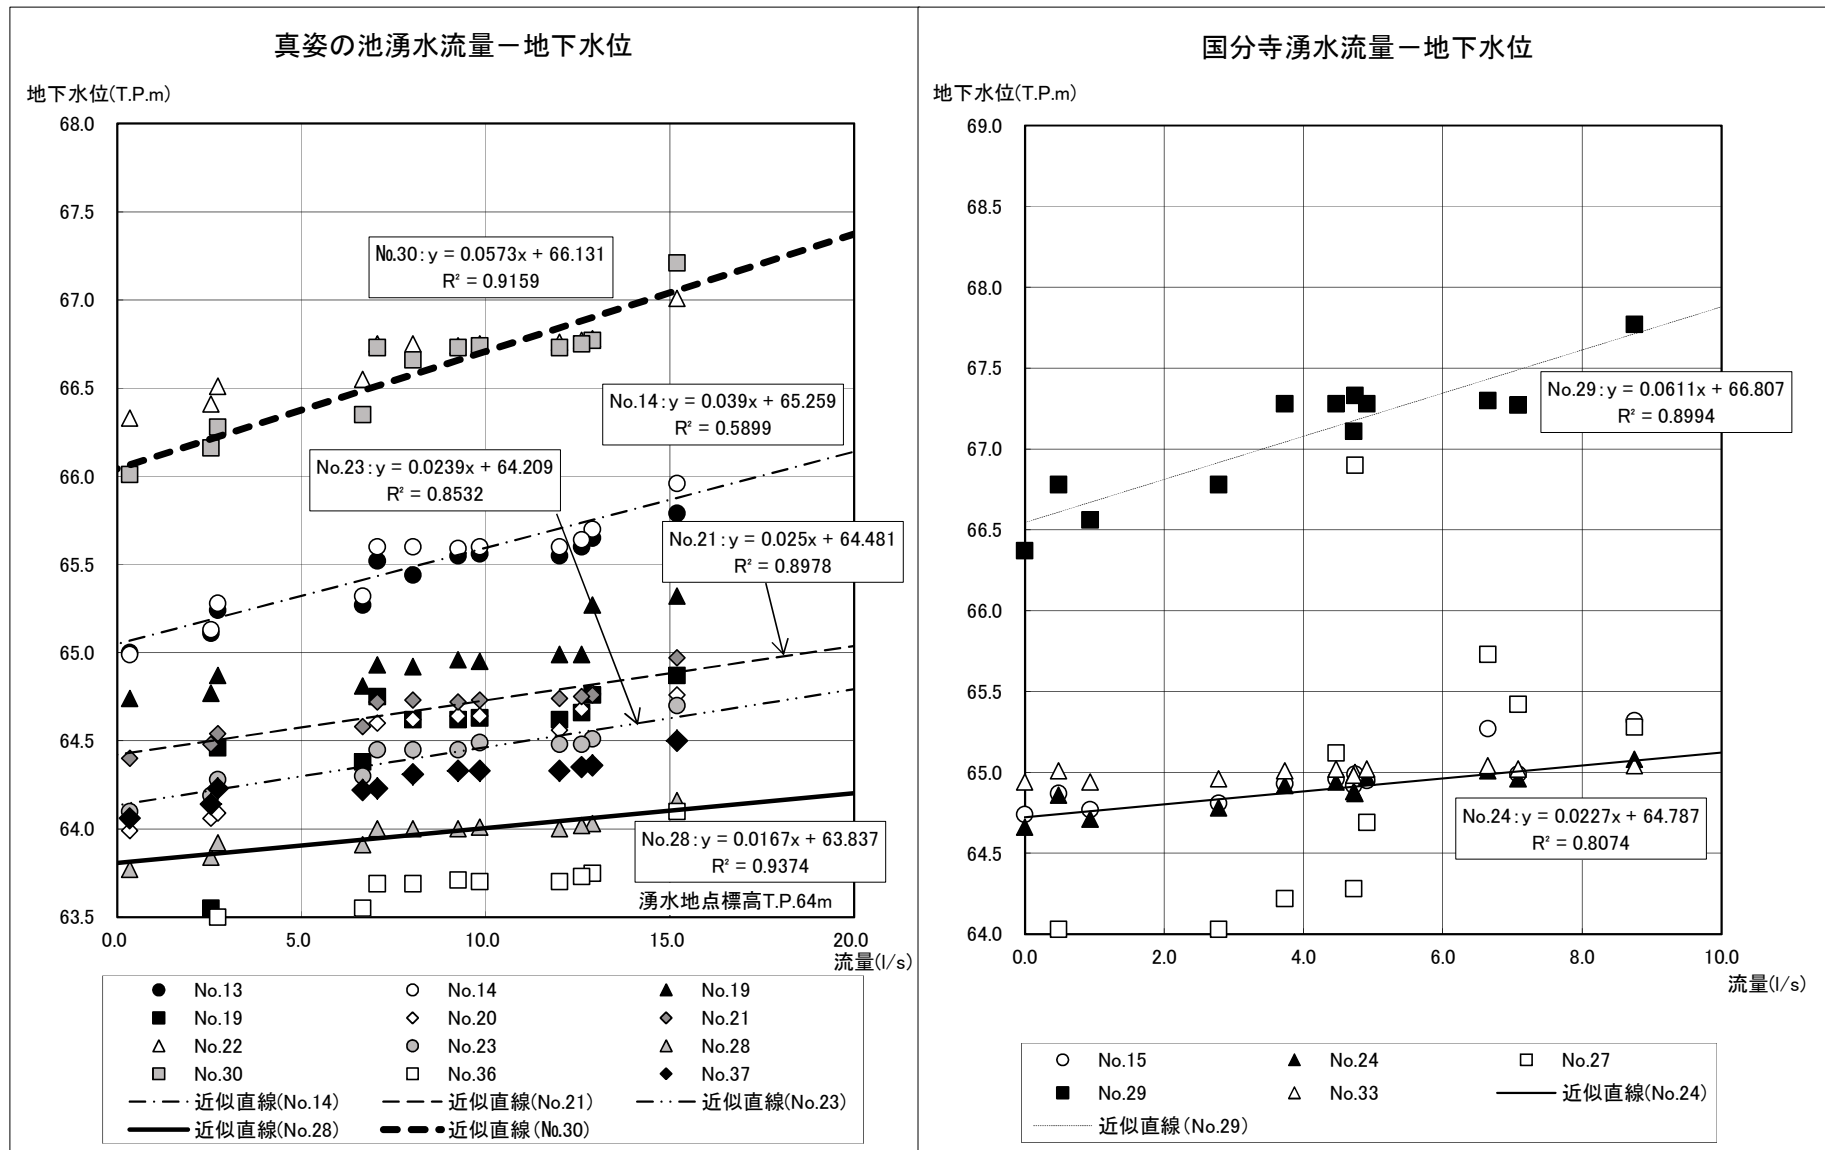 真姿の池湧水流量－地下水位
地下水位(T.P.m)
68.0
67.5
67.0
66.5
66.0
65.5
65.0
64.5
64.0
63.5
0.0
5.0
10.0
15.0
20.0
流量(l/s)
№30：y = 0.0573x + 66.131
R² = 0.9159
No.14：y = 0.039x + 65.259
R² = 0.5899
No.23：y = 0.0239x + 64.209
R² = 0.8532
No.21：y = 0.025x + 64.481
R² = 0.8978
No.28：y = 0.0167x + 63.837
R² = 0.9374
湧水地点標高T.P.64m
No.13
No.14
No.19
No.19
No.20
No.21
No.22
No.23
No.28
No.30
No.36
No.37
近似直線(No.14)
近似直線(No.21)
近似直線(No.23)
近似直線(No.28)
近似直線(№30)
国分寺湧水流量－地下水位
地下水位(T.P.m)
69.0
68.5
68.0
67.5
67.0
66.5
66.0
65.5
65.0
64.5
64.0
0.0
2.0
4.0
6.0
8.0
10.0
流量(l/s)
No.29：y = 0.0611x + 66.807
R² = 0.8994
No.24：y = 0.0227x + 64.787
R² = 0.8074
No.15
No.24
No.27
No.29
No.33
近似直線(No.24)
近似直線(No.29)